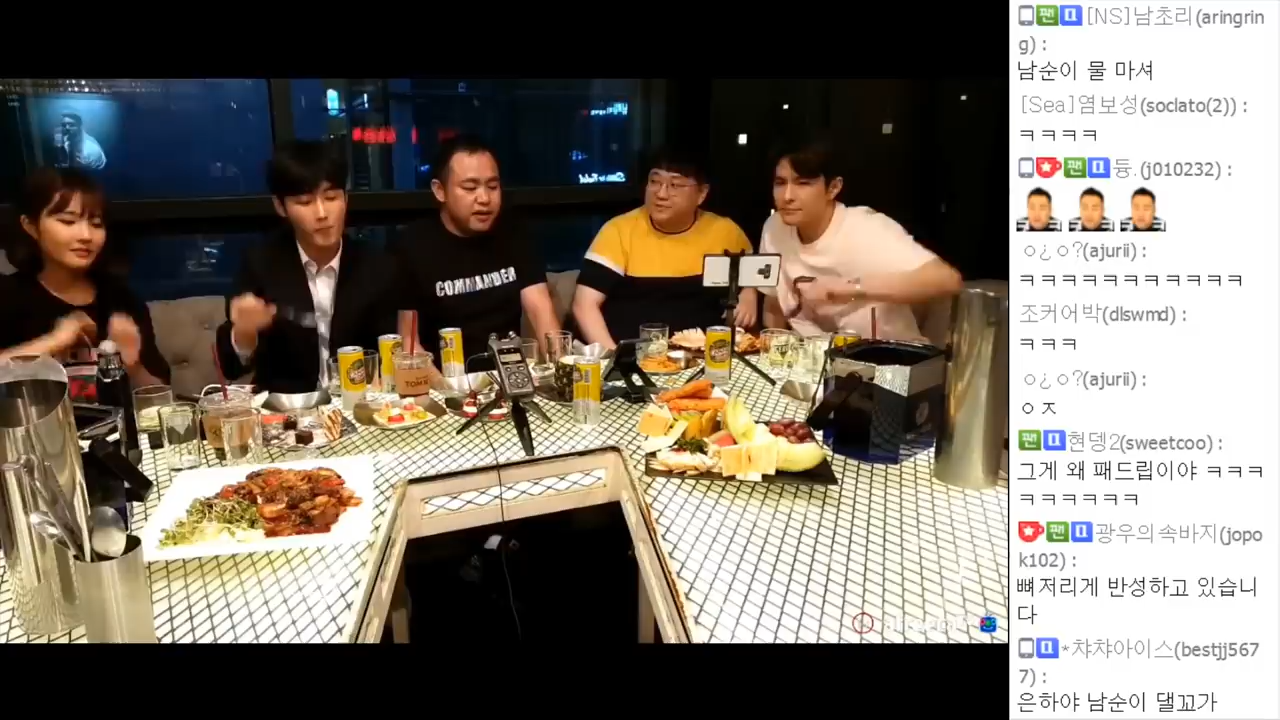 COMMANDER
[NS]남초리(aringrin
g) :
남순이 물 마셔
[Sea]염보성(soclato(2)) :
ㅋㅋㅋㅋ
듕.(j010232) :
ㅇ¿ㅇ?(ajurii) :
ㅋㅋㅋㅋㅋㅋㅋㅋㅋㅋㅋ
조커어박(dlswmd) :
ㅋㅋㅋ
ㅇ¿ㅇ?(ajurii) :
ㅇㅈ
팬 현뎅2(sweetcoo) :
그게 왜 패드립이야 ㅋㅋㅋ
ㅋㅋㅋㅋㅋㅋ
팬 광우의속바지(jopo
k102) :
뼈저리게 반성하고 있습니
다
*챠챠아이스(bestjj567
7) :
은하야 남순이 댈꼬가